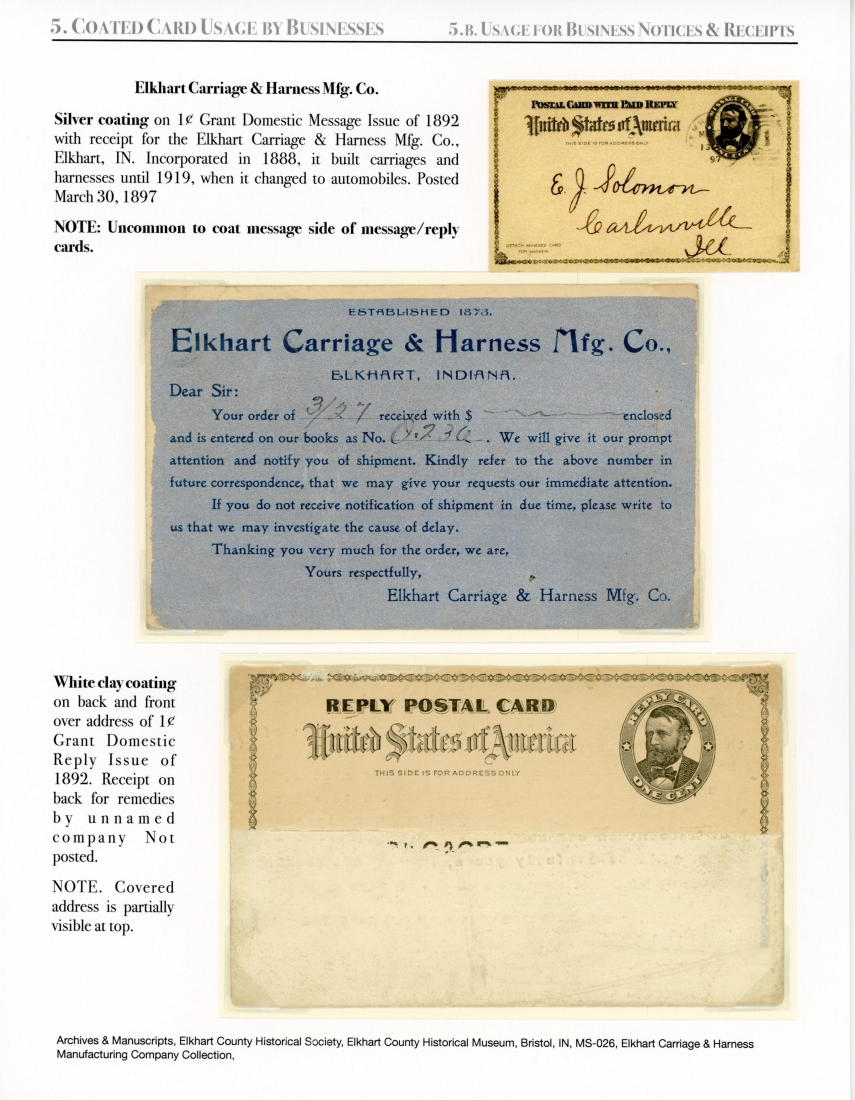 5. COATED CARD USAGE BY BUSINESSES 5.B. USAGE FOR BUSINESS NOTICES & RECEIPTS
Elkhart Carriage & Harness Mfg. Co.
Silver coating on 1¢ Grant Domestic Message Issue of 1892
with receipt for the Elkhart Carriage & Harness Mfg. Co.,
Elkhart, IN. Incorporated in 1888, it built carriages and
harnesses until 1919, when it changed to automobiles. Posted
March 30, 1897
NOTE: Uncommon to coat message side of message/reply
cards.
POSTAL CARD WITH PAID REPLY
United States of America
THIS SIDE IS FOR ADDRESS ONLY
97
E. J. Solomon
Carlinville
Ill
DETACH ANNEXED CARD
FOR ANSWER
ESTABLISHED 1873.
Elkhart Carriage & Harness Mfg. Co.,
ELKHART, INDIANA.
Dear Sir:
Your order of 3/27 received with $ enclosed
and is entered on our books as No. O.236. We will give it our prompt
attention and notify you of shipment. Kindly refer to the above number in
future correspondence, that we may give your requests our immediate attention.
If you do not receive notification of shipment in due time, please write to
us that we may investigate the cause of delay.
Thanking you very much for the order, we are,
Yours respectfully,
Elkhart Carriage & Harness Mfg. Co.
White clay coating
on back and front
over address of 1¢
Grant Domestic
Reply Issue of
1892. Receipt on
back for remedies
by unnamed
company Not
posted.
NOTE. Covered
address is partially
visible at top.
REPLY POSTAL CARD
United States of America
THIS SIDE IS FOR ADDRESS ONLY
REPLY CARD
ONE CENT
Archives & Manuscripts, Elkhart County Historical Society, Elkhart County Historical Museum, Bristol, IN, MS-026, Elkhart Carriage & Harness
Manufacturing Company Collection,